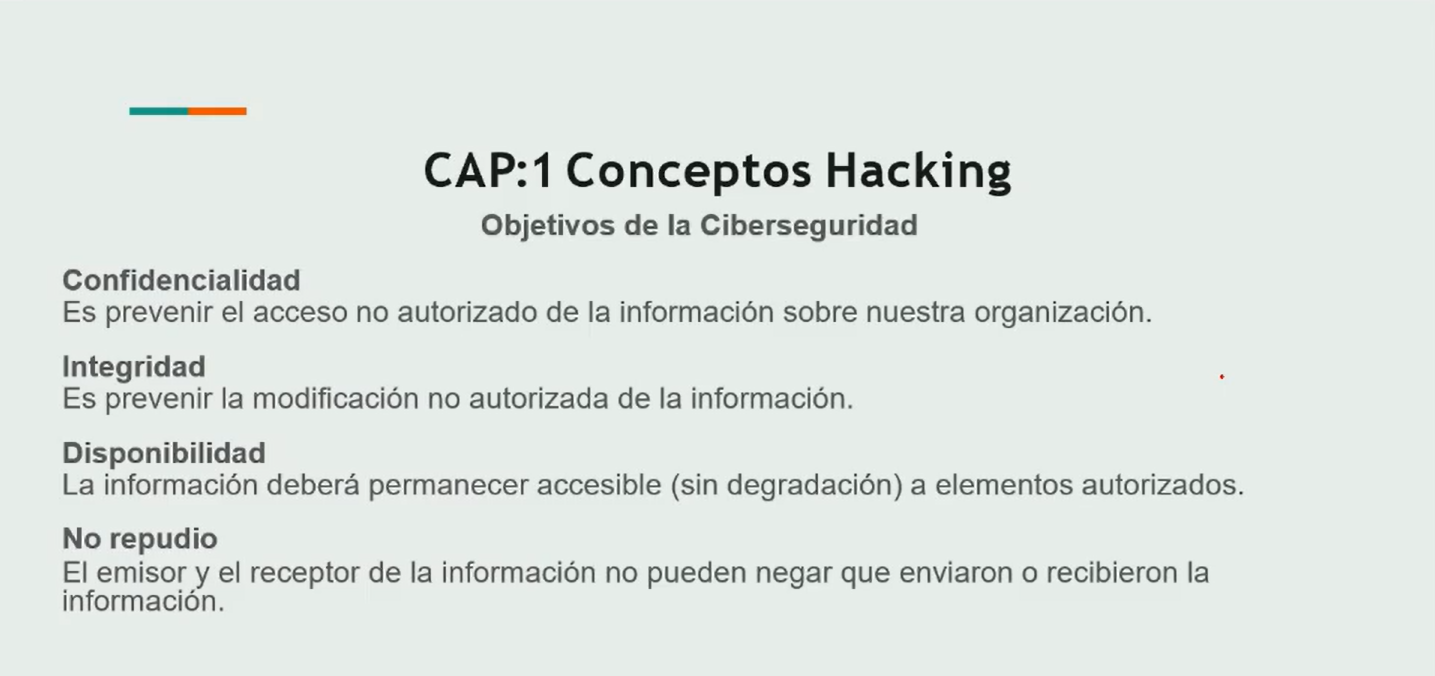 CAP:1 Conceptos Hacking
Objetivos de la Ciberseguridad
Confidencialidad
Es prevenir el acceso no autorizado de la información sobre nuestra organización.
Integridad
Es prevenir la modificación no autorizada de la información.
Disponibilidad
La información deberá permanecer accesible (sin degradación) a elementos autorizados.
No repudio
El emisor y el receptor de la información no pueden negar que enviaron o recibieron la
información.